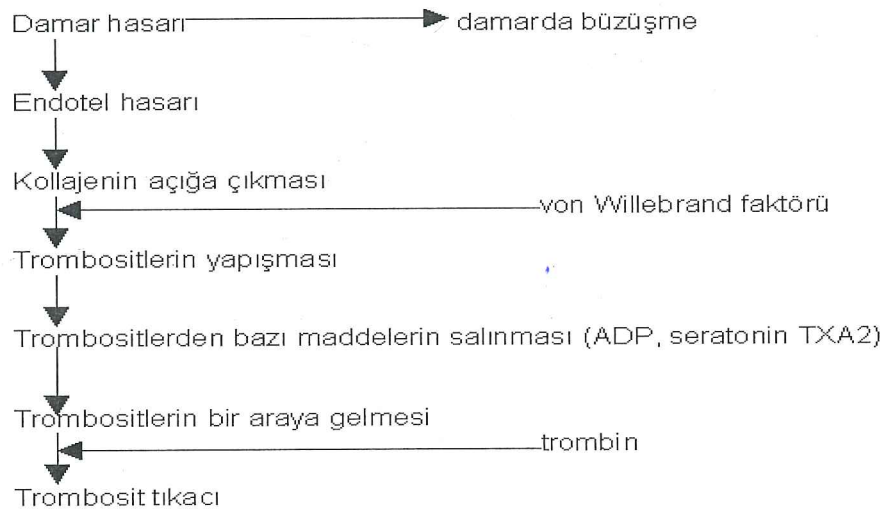 Damar hasarı damarda büzüşme
Endotel hasarı
Kollajenin açığa çıkması
von Willebrand faktörü
Trombositlerin yapışması
Trombositlerden bazı maddelerin salınması (ADP, seratonin TXA2)
Trombositlerin bir araya gelmesi
trombin
Trombosit tıkacı